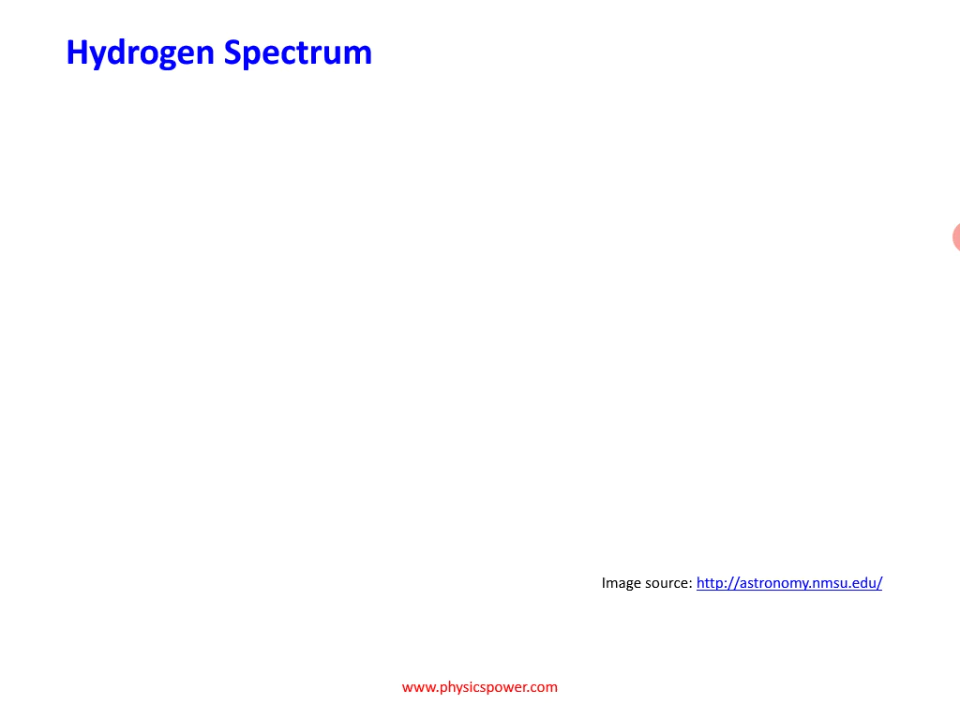 Hydrogen Spectrum
Image source: http://astronomy.nmsu.edu/
www.physicspower.com